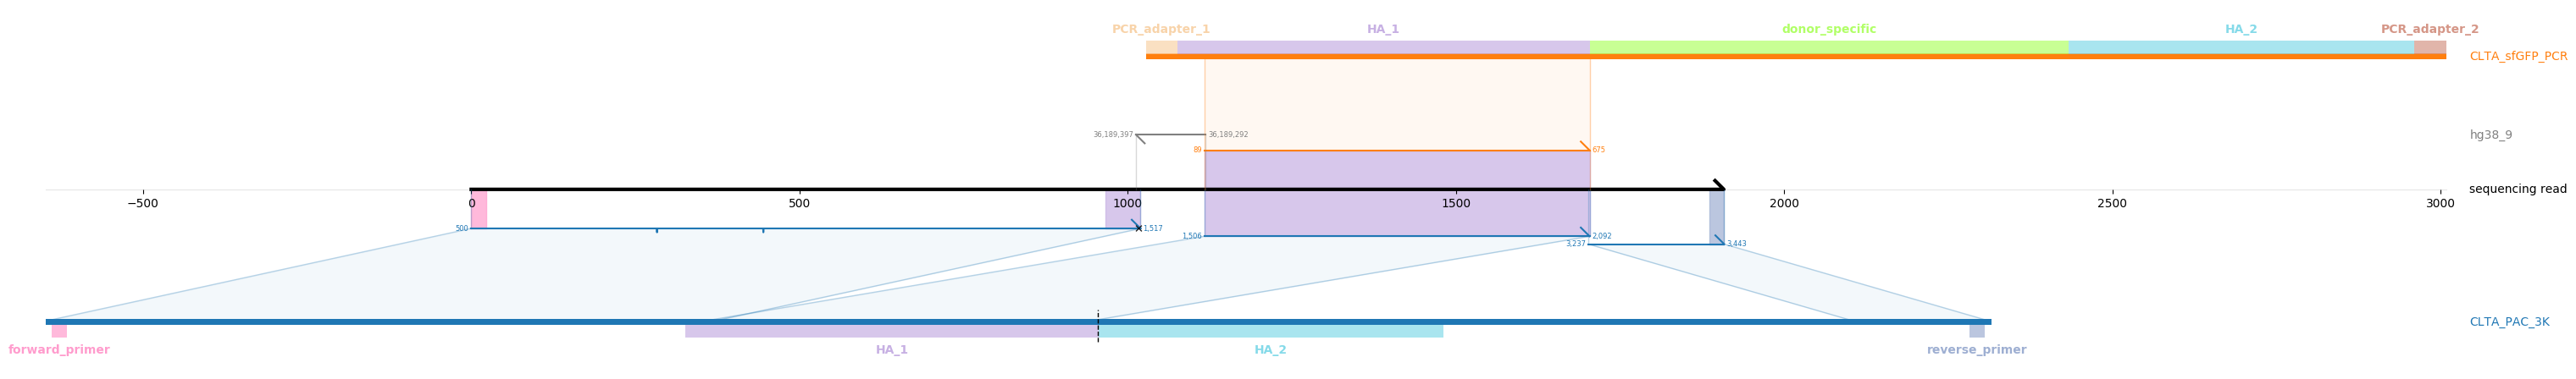 PCR_adapter_1 HA_1 donor_specific HA_2 PCR_adapter_2
CLTA_sfGFP_PCR
36,189,397 36,189,292 hg38_9
89 675
sequencing read
−500 0 500 1000 1500 2000 2500 3000
500 1,517
1,506 2,092
3,237 3,443
CLTA_PAC_3K
forward_primer HA_1 HA_2 reverse_primer